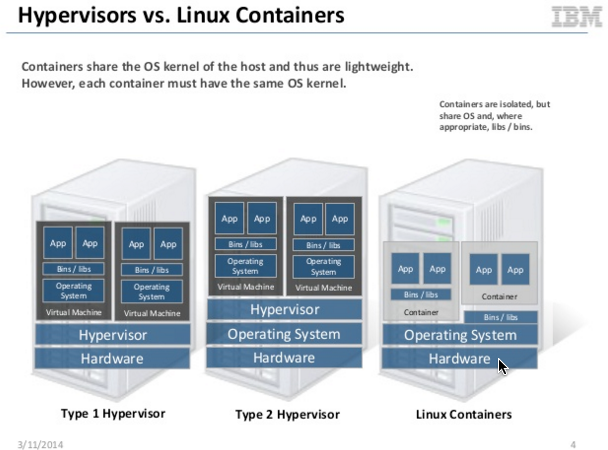 Hypervisors vs. Linux Containers
IBM
Containers share the OS kernel of the host and thus are lightweight.
However, each container must have the same OS kernel.
Containers are isolated, but
share OS and, where
appropriate, libs / bins.
App App
Bins / libs
Operating
System
Virtual Machine
App App
Bins / libs
Operating
System
Virtual Machine
Hypervisor
Hardware
Type 1 Hypervisor
App App
Bins / libs
Operating
System
Virtual Machine
App App
Bins / libs
Operating
System
Virtual Machine
Hypervisor
Operating System
Hardware
Type 2 Hypervisor
App App
Bins / libs
Container
App App
Container
Bins / libs
Operating System
Hardware
Linux Containers
3/11/2014
4